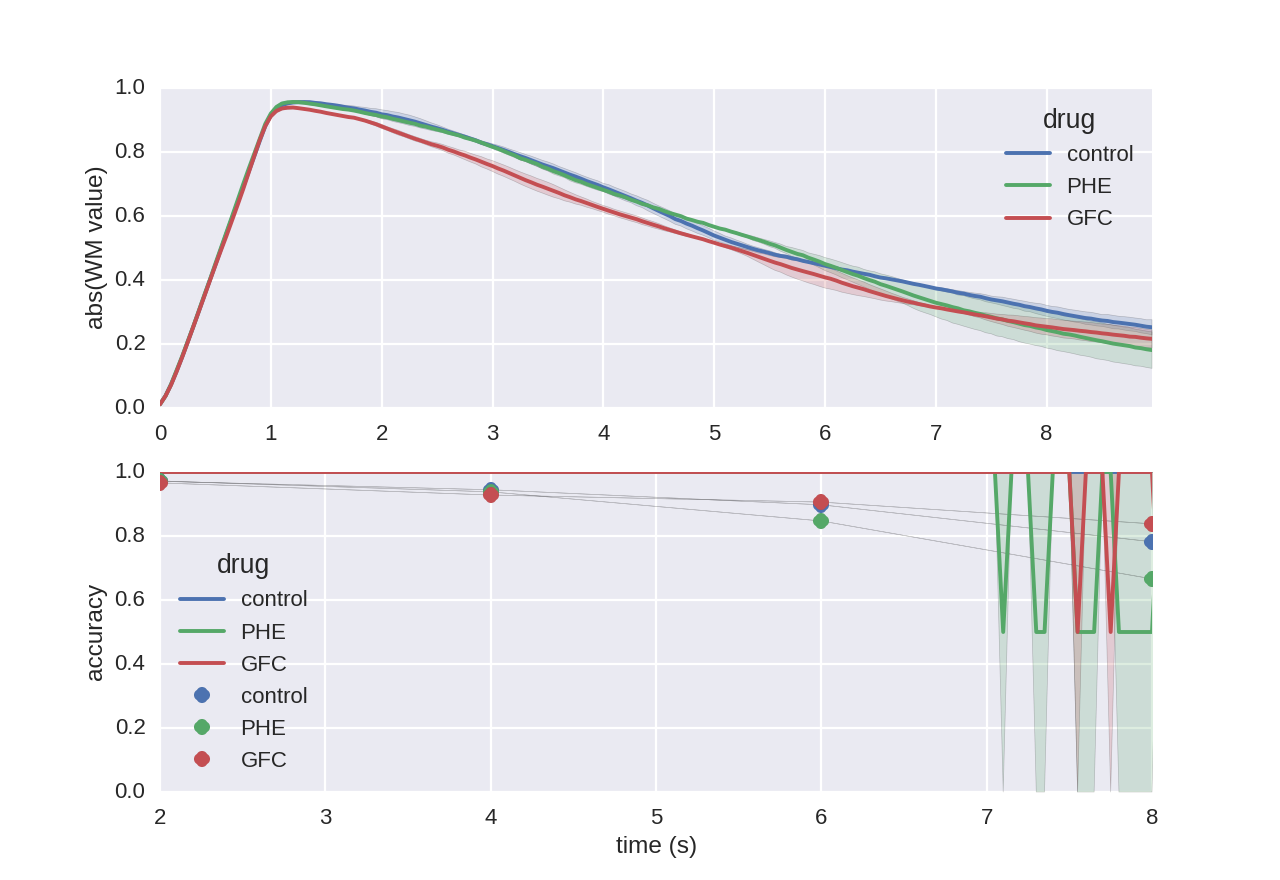 1.0
0.8
0.6
0.4
0.2
0.0
abs(WM value)
drug
control
PHE
GFC
0 1 2 3 4 5 6 7 8
1.0
0.8
0.6
0.4
0.2
0.0
accuracy
drug
control
PHE
GFC
control
PHE
GFC
2 3 4 5 6 7 8
time (s)